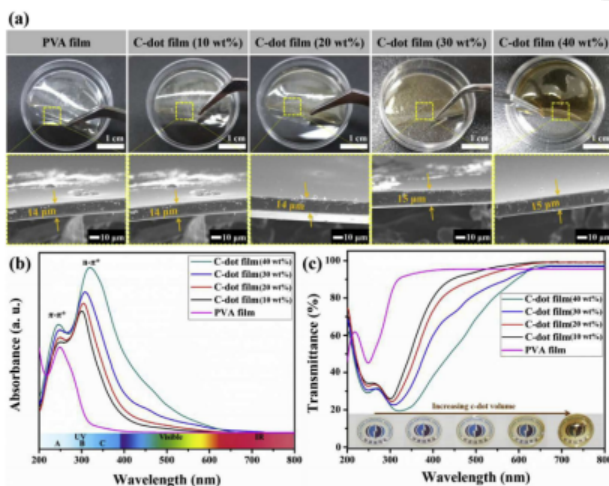 (a)
PVA film C-dot film (10 wt%) C-dot film (20 wt%) C-dot film (30 wt%) C-dot film (40 wt%)
1 cm 1 cm 1 cm 1 cm 1 cm
14 μm 14 μm 14 μm 15 μm 15 μm
10 μm 10 μm 10 μm 10 μm 10 μm
(b)
n-π*
π-π*
C-dot film(40 wt%)
C-dot film(30 wt%)
C-dot film(20 wt%)
C-dot film(10 wt%)
PVA film
Absorbance (a. u.)
UV Visible IR
A B C
200 300 400 500 600 700 800
Wavelength (nm)
(c)
100
80
60
40
20
0
Transmittance (%)
C-dot film(40 wt%)
C-dot film(30 wt%)
C-dot film(20 wt%)
C-dot film(10 wt%)
PVA film
Increasing c-dot volume
200 300 400 500 600 700 800
Wavelength (nm)